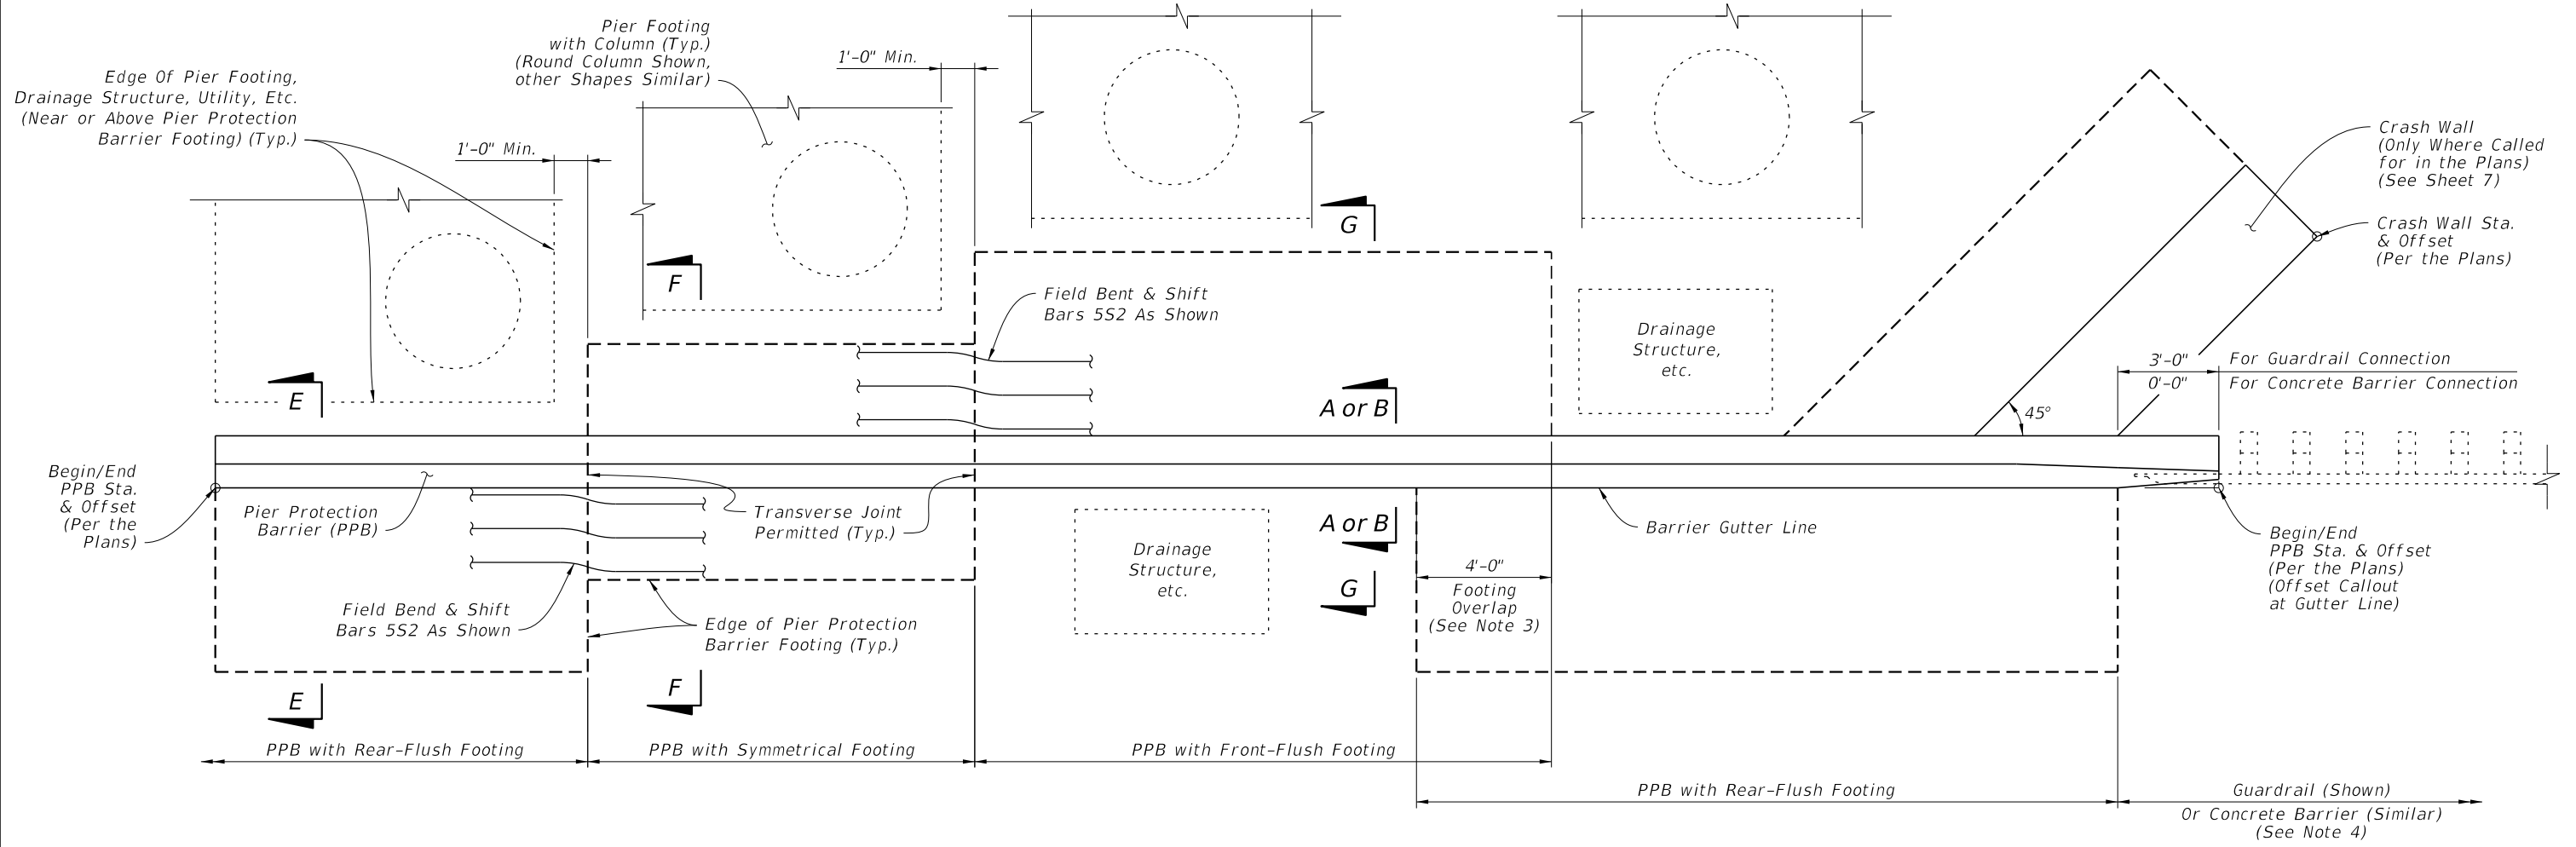 Pier Footing
with Column (Typ.)
(Round Column Shown,
other Shapes Similar)
1'-0" Min.
Edge Of Pier Footing,
Drainage Structure, Utility, Etc.
(Near or Above Pier Protection
Barrier Footing) (Typ.)
1'-0" Min.
Crash Wall
(Only Where Called
for in the Plans)
(See Sheet 7)
Crash Wall Sta.
& Offset
(Per the Plans)
G
F
Field Bent & Shift
Bars 5S2 As Shown
Drainage
Structure,
etc.
E
A or B
3'-0" For Guardrail Connection
0'-0" For Concrete Barrier Connection
45°
Begin/End
PPB Sta.
& Offset
(Per the
Plans)
Pier Protection
Barrier (PPB)
Transverse Joint
Permitted (Typ.)
A or B
Barrier Gutter Line
Begin/End
PPB Sta. & Offset
(Per the Plans)
(Offset Callout
at Gutter Line)
Drainage
Structure,
etc.
G
4'-0"
Footing
Overlap
(See Note 3)
Field Bend & Shift
Bars 5S2 As Shown
Edge of Pier Protection
Barrier Footing (Typ.)
E
F
PPB with Rear-Flush Footing
PPB with Symmetrical Footing
PPB with Front-Flush Footing
PPB with Rear-Flush Footing
Guardrail (Shown)
Or Concrete Barrier (Similar)
(See Note 4)